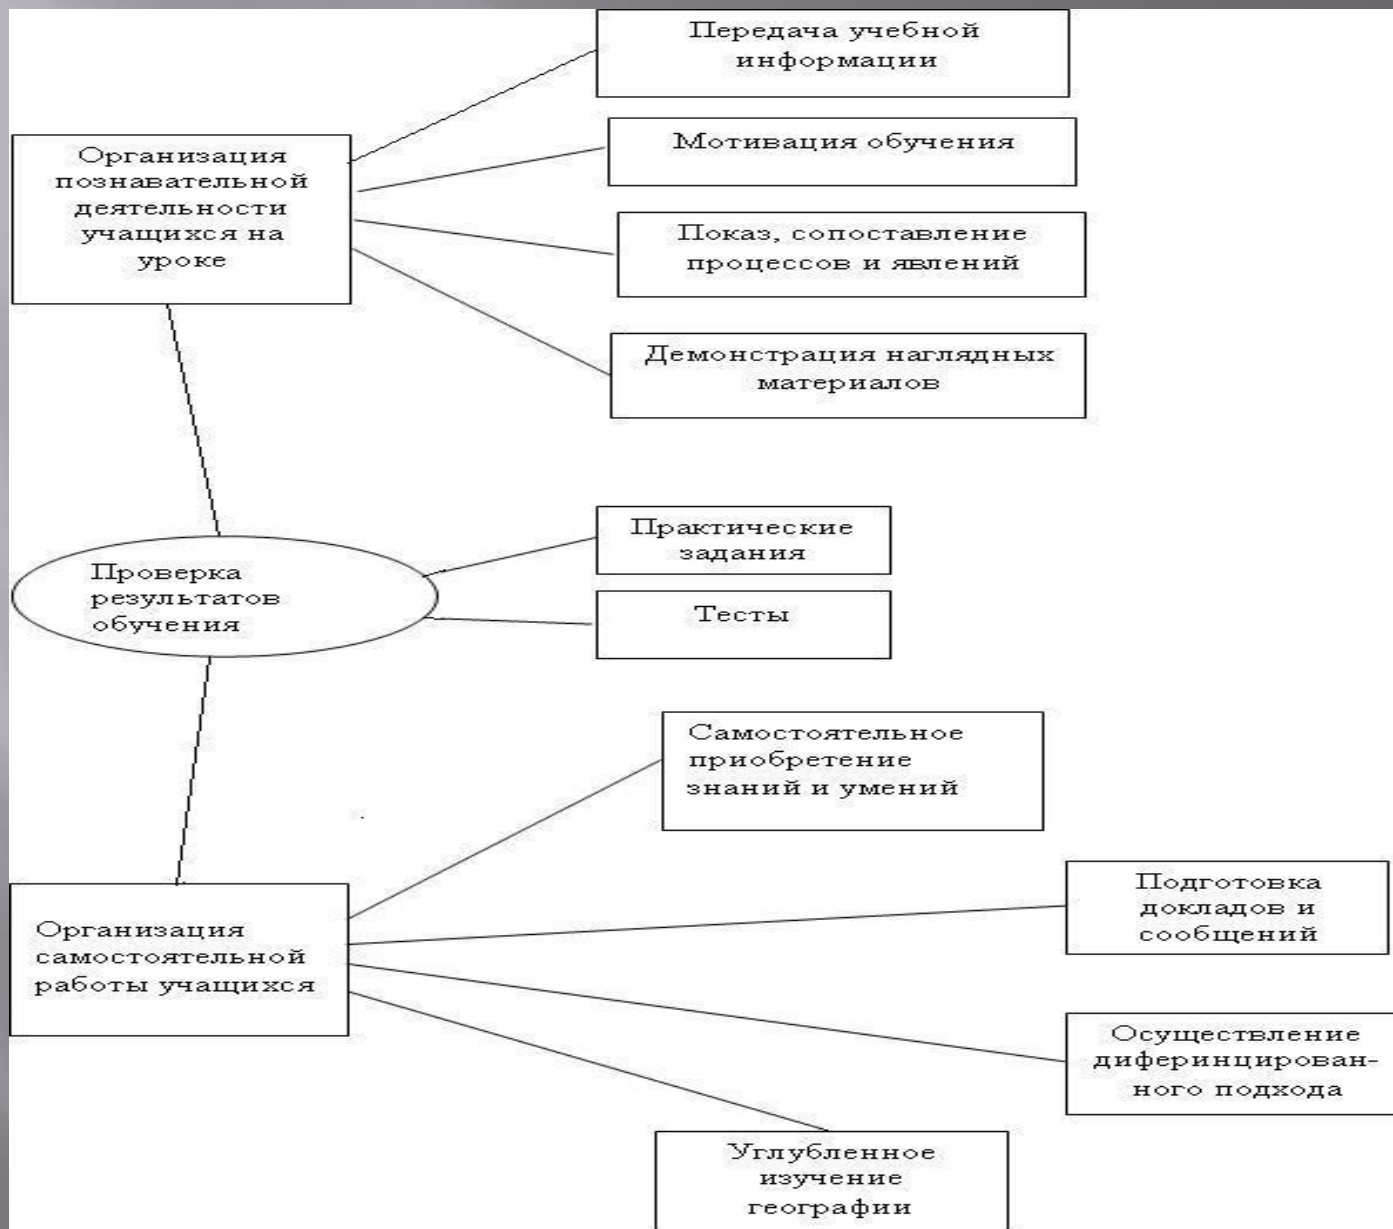 Передача учебной
информации
Организация
познавательной
деятельности
учащихся на
уроке
Мотивация обучения
Показ, сопоставление
процессов и явлений
Демонстрация наглядных
материалов
Проверка
результатов
обучения
Практические
задания
Тесты
Организация
самостоятельной
работы учащихся
Самостоятельное
приобретение
знаний и умений
Подготовка
докладов и
сообщений
Осуществление
диферинцирован-
ного подхода
Углубленное
изучение
географии